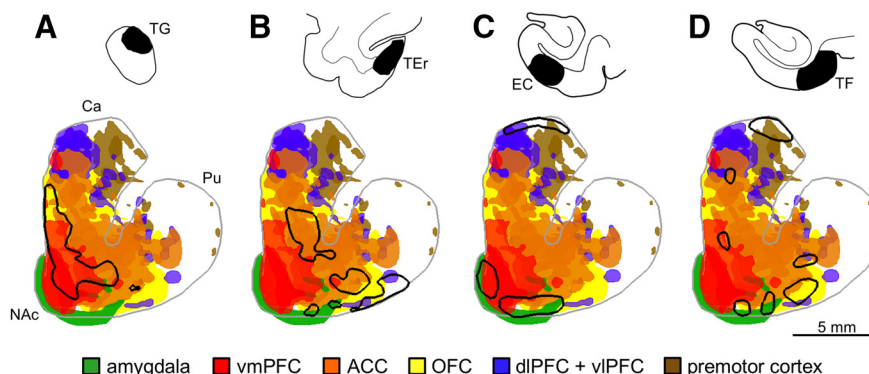 A B C D
TG TEr EC TF
Ca
Pu
NAc
5 mm
amygdala vmPFC ACC OFC dlPFC + vlPFC premotor cortex